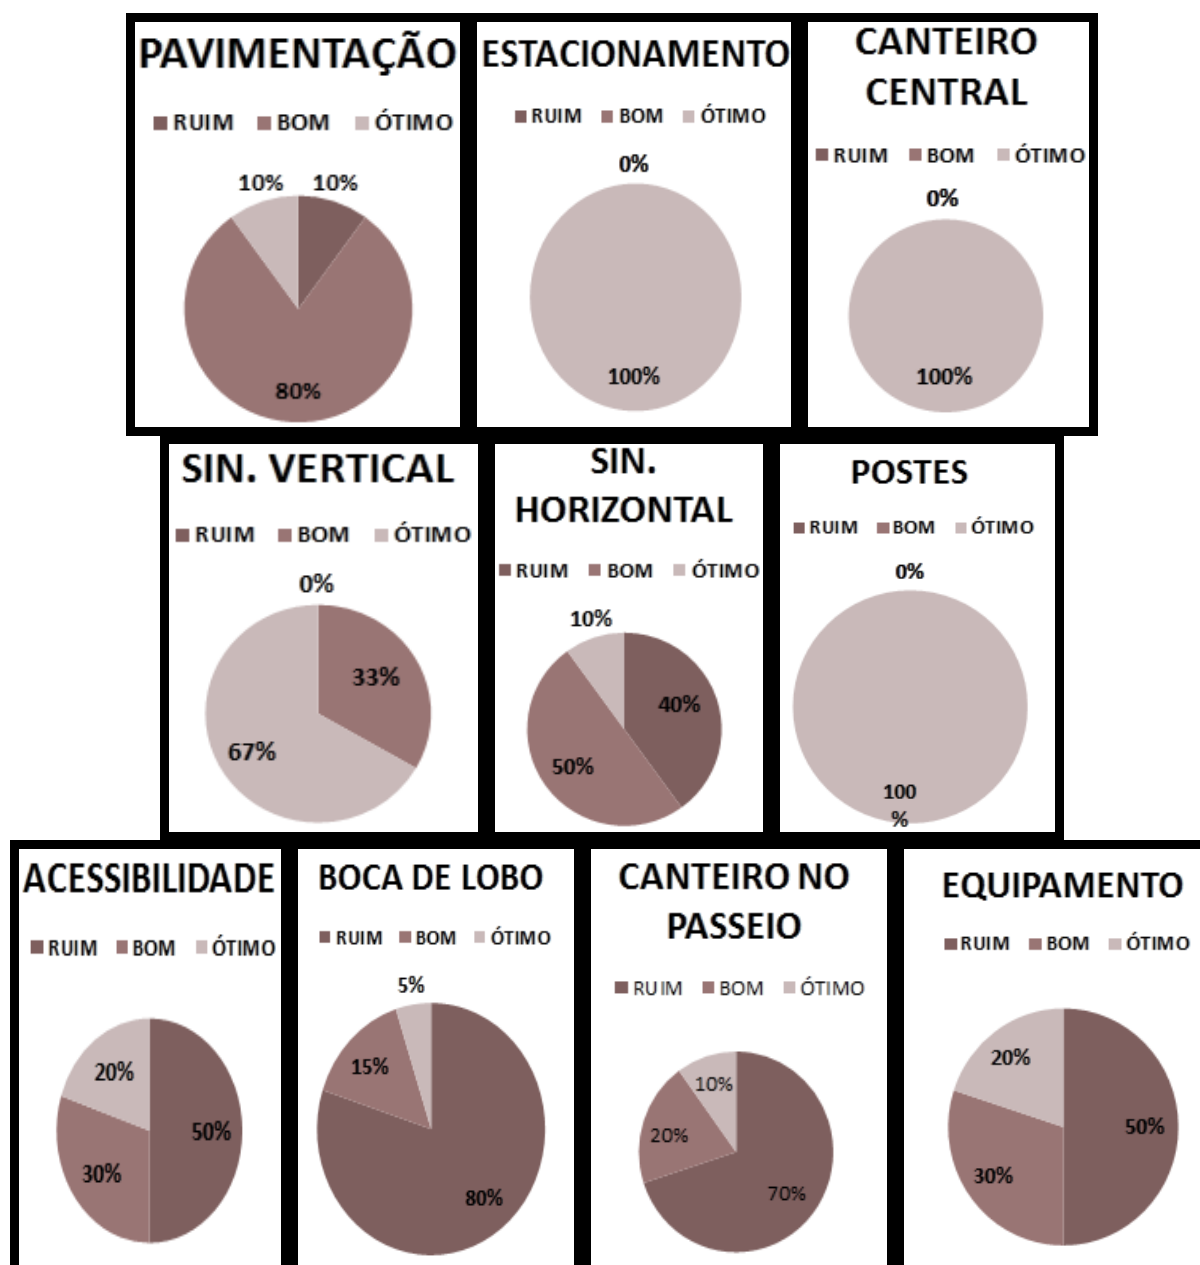 PAVIMENTAÇÃO
RUIM BOM ÓTIMO
10% 10%
80%
ESTACIONAMENTO
RUIM BOM ÓTIMO
0%
100%
CANTEIRO
CENTRAL
RUIM BOM ÓTIMO
0%
100%
SIN. VERTICAL
RUIM BOM ÓTIMO
0%
33%
67%
SIN.
HORIZONTAL
RUIM BOM ÓTIMO
10%
40%
50%
POSTES
RUIM BOM ÓTIMO
0%
100
%
ACESSIBILIDADE
RUIM BOM ÓTIMO
20%
50%
30%
BOCA DE LOBO
RUIM BOM ÓTIMO
5%
15%
80%
CANTEIRO NO
PASSEIO
RUIM BOM ÓTIMO
10%
20%
70%
EQUIPAMENTO
RUIM BOM ÓTIMO
20%
50%
30%